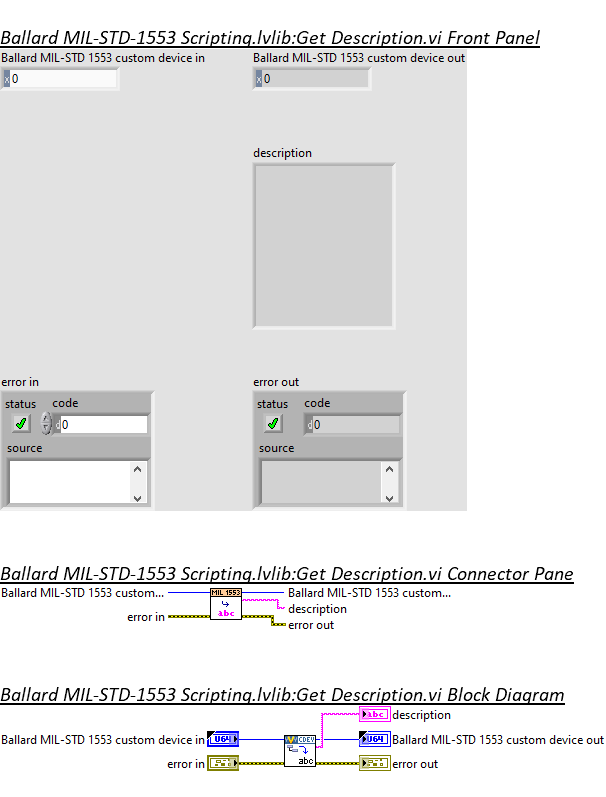 Ballard MIL-STD-1553 Scripting.lvlib:Get Description.vi Front Panel
Ballard MIL-STD 1553 custom device in
Ballard MIL-STD 1553 custom device out
x 0
x 0
description
error in
error out
status code
status code
d 0
d 0
source
source
Ballard MIL-STD-1553 Scripting.lvlib:Get Description.vi Connector Pane
Ballard MIL-STD 1553 custom...
MIL 1553
Ballard MIL-STD 1553 custom...
abc
description
error in
error out
Ballard MIL-STD-1553 Scripting.lvlib:Get Description.vi Block Diagram
abc
description
Ballard MIL-STD 1553 custom device in
U64
CDEV
U64
Ballard MIL-STD 1553 custom device out
error in
abc
error out